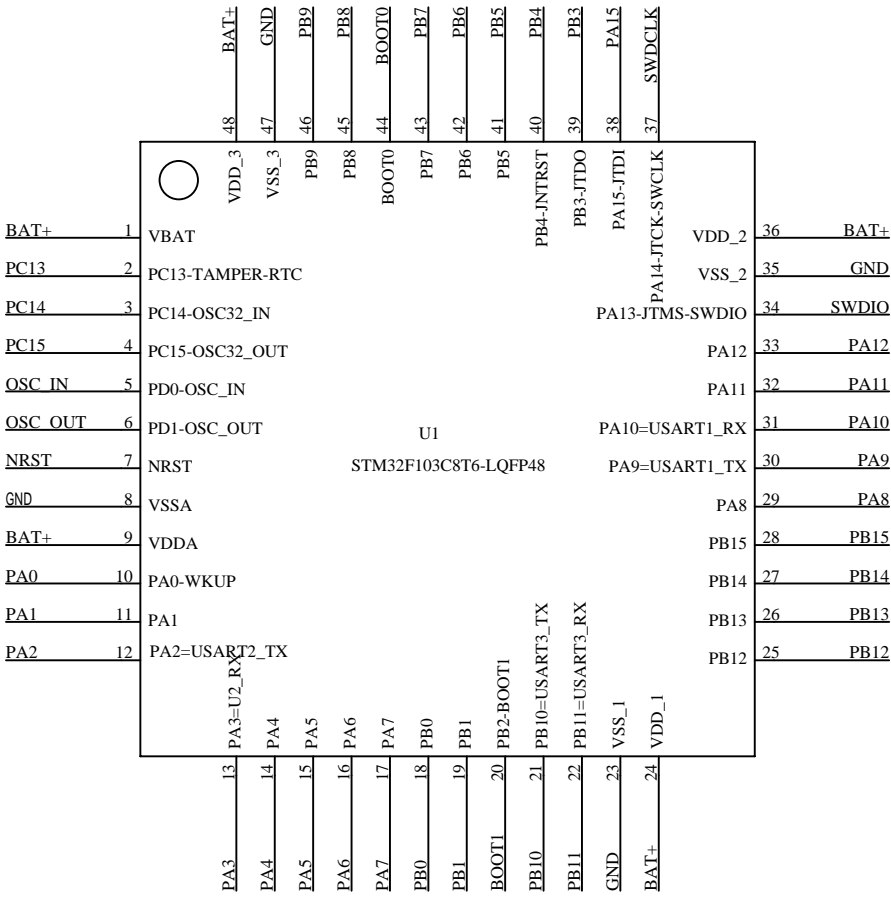 BAT+
GND
PB9
PB8
BOOT0
PB7
PB6
PB5
PB4
PB3
PA15
SWDCLK
48
47
46
45
44
43
42
41
40
39
38
37
VDD_3
VSS_3
PB9
PB8
BOOT0
PB7
PB6
PB5
PB4-JNTRST
PB3-JTDO
PA15-JTDI
PA14-JTCK-SWCLK
BAT+ 1 VBAT
PC13 2 PC13-TAMPER-RTC
PC14 3 PC14-OSC32_IN
PC15 4 PC15-OSC32_OUT
OSC_IN 5 PD0-OSC_IN
OSC_OUT 6 PD1-OSC_OUT
NRST 7 NRST
GND 8 VSSA
BAT+ 9 VDDA
PA0 10 PA0-WKUP
PA1 11 PA1
PA2 12 PA2=USART2_TX
U1
STM32F103C8T6-LQFP48
VDD_2 36 BAT+
VSS_2 35 GND
PA13-JTMS-SWDIO 34 SWDIO
PA12 33 PA12
PA11 32 PA11
PA10=USART1_RX 31 PA10
PA9=USART1_TX 30 PA9
PA8 29 PA8
PB15 28 PB15
PB14 27 PB14
PB13 26 PB13
PB12 25 PB12
PA3=U2_RX
PA4
PA5
PA6
PA7
PB0
PB1
PB2-BOOT1
PB10=USART3_TX
PB11=USART3_RX
VSS_1
VDD_1
13
14
15
16
17
18
19
20
21
22
23
24
PA3
PA4
PA5
PA6
PA7
PB0
PB1
BOOT1
PB10
PB11
GND
BAT+